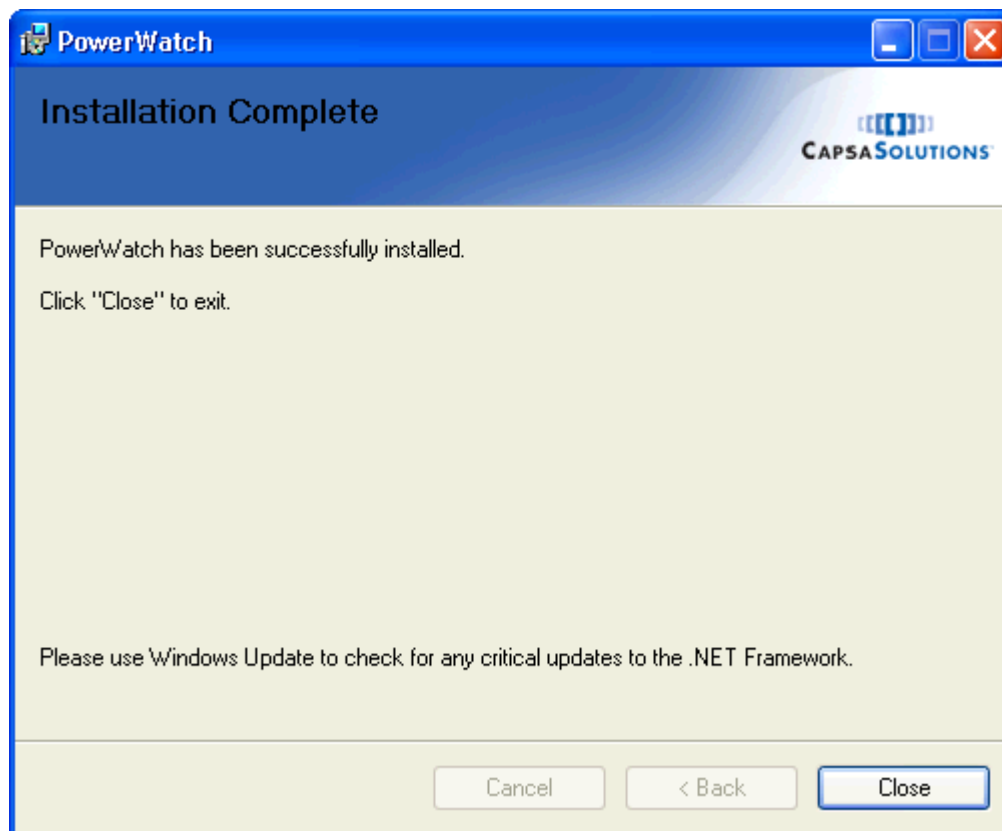 PowerWatch
Installation Complete
CAPSASOLUTIONS
PowerWatch has been successfully installed.
Click "Close" to exit.
Please use Windows Update to check for any critical updates to the .NET Framework.
Cancel
< Back
Close